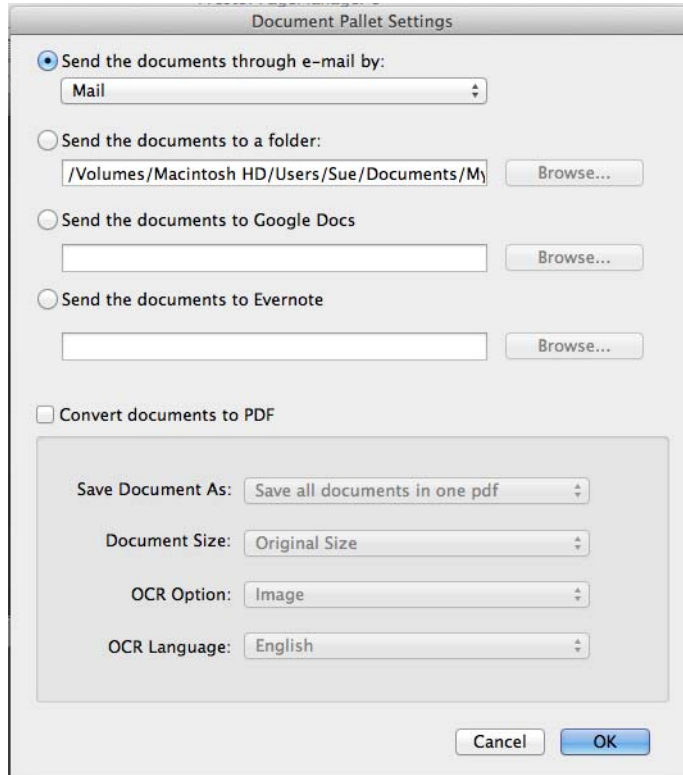 Document Pallet Settings
Send the documents through e-mail by:
Mail
Send the documents to a folder:
/Volumes/Macintosh HD/Users/Sue/Documents/My
Browse...
Send the documents to Google Docs
Browse...
Send the documents to Evernote
Browse...
Convert documents to PDF
Save Document As: Save all documents in one pdf
Document Size: Original Size
OCR Option: Image
OCR Language: English
Cancel OK